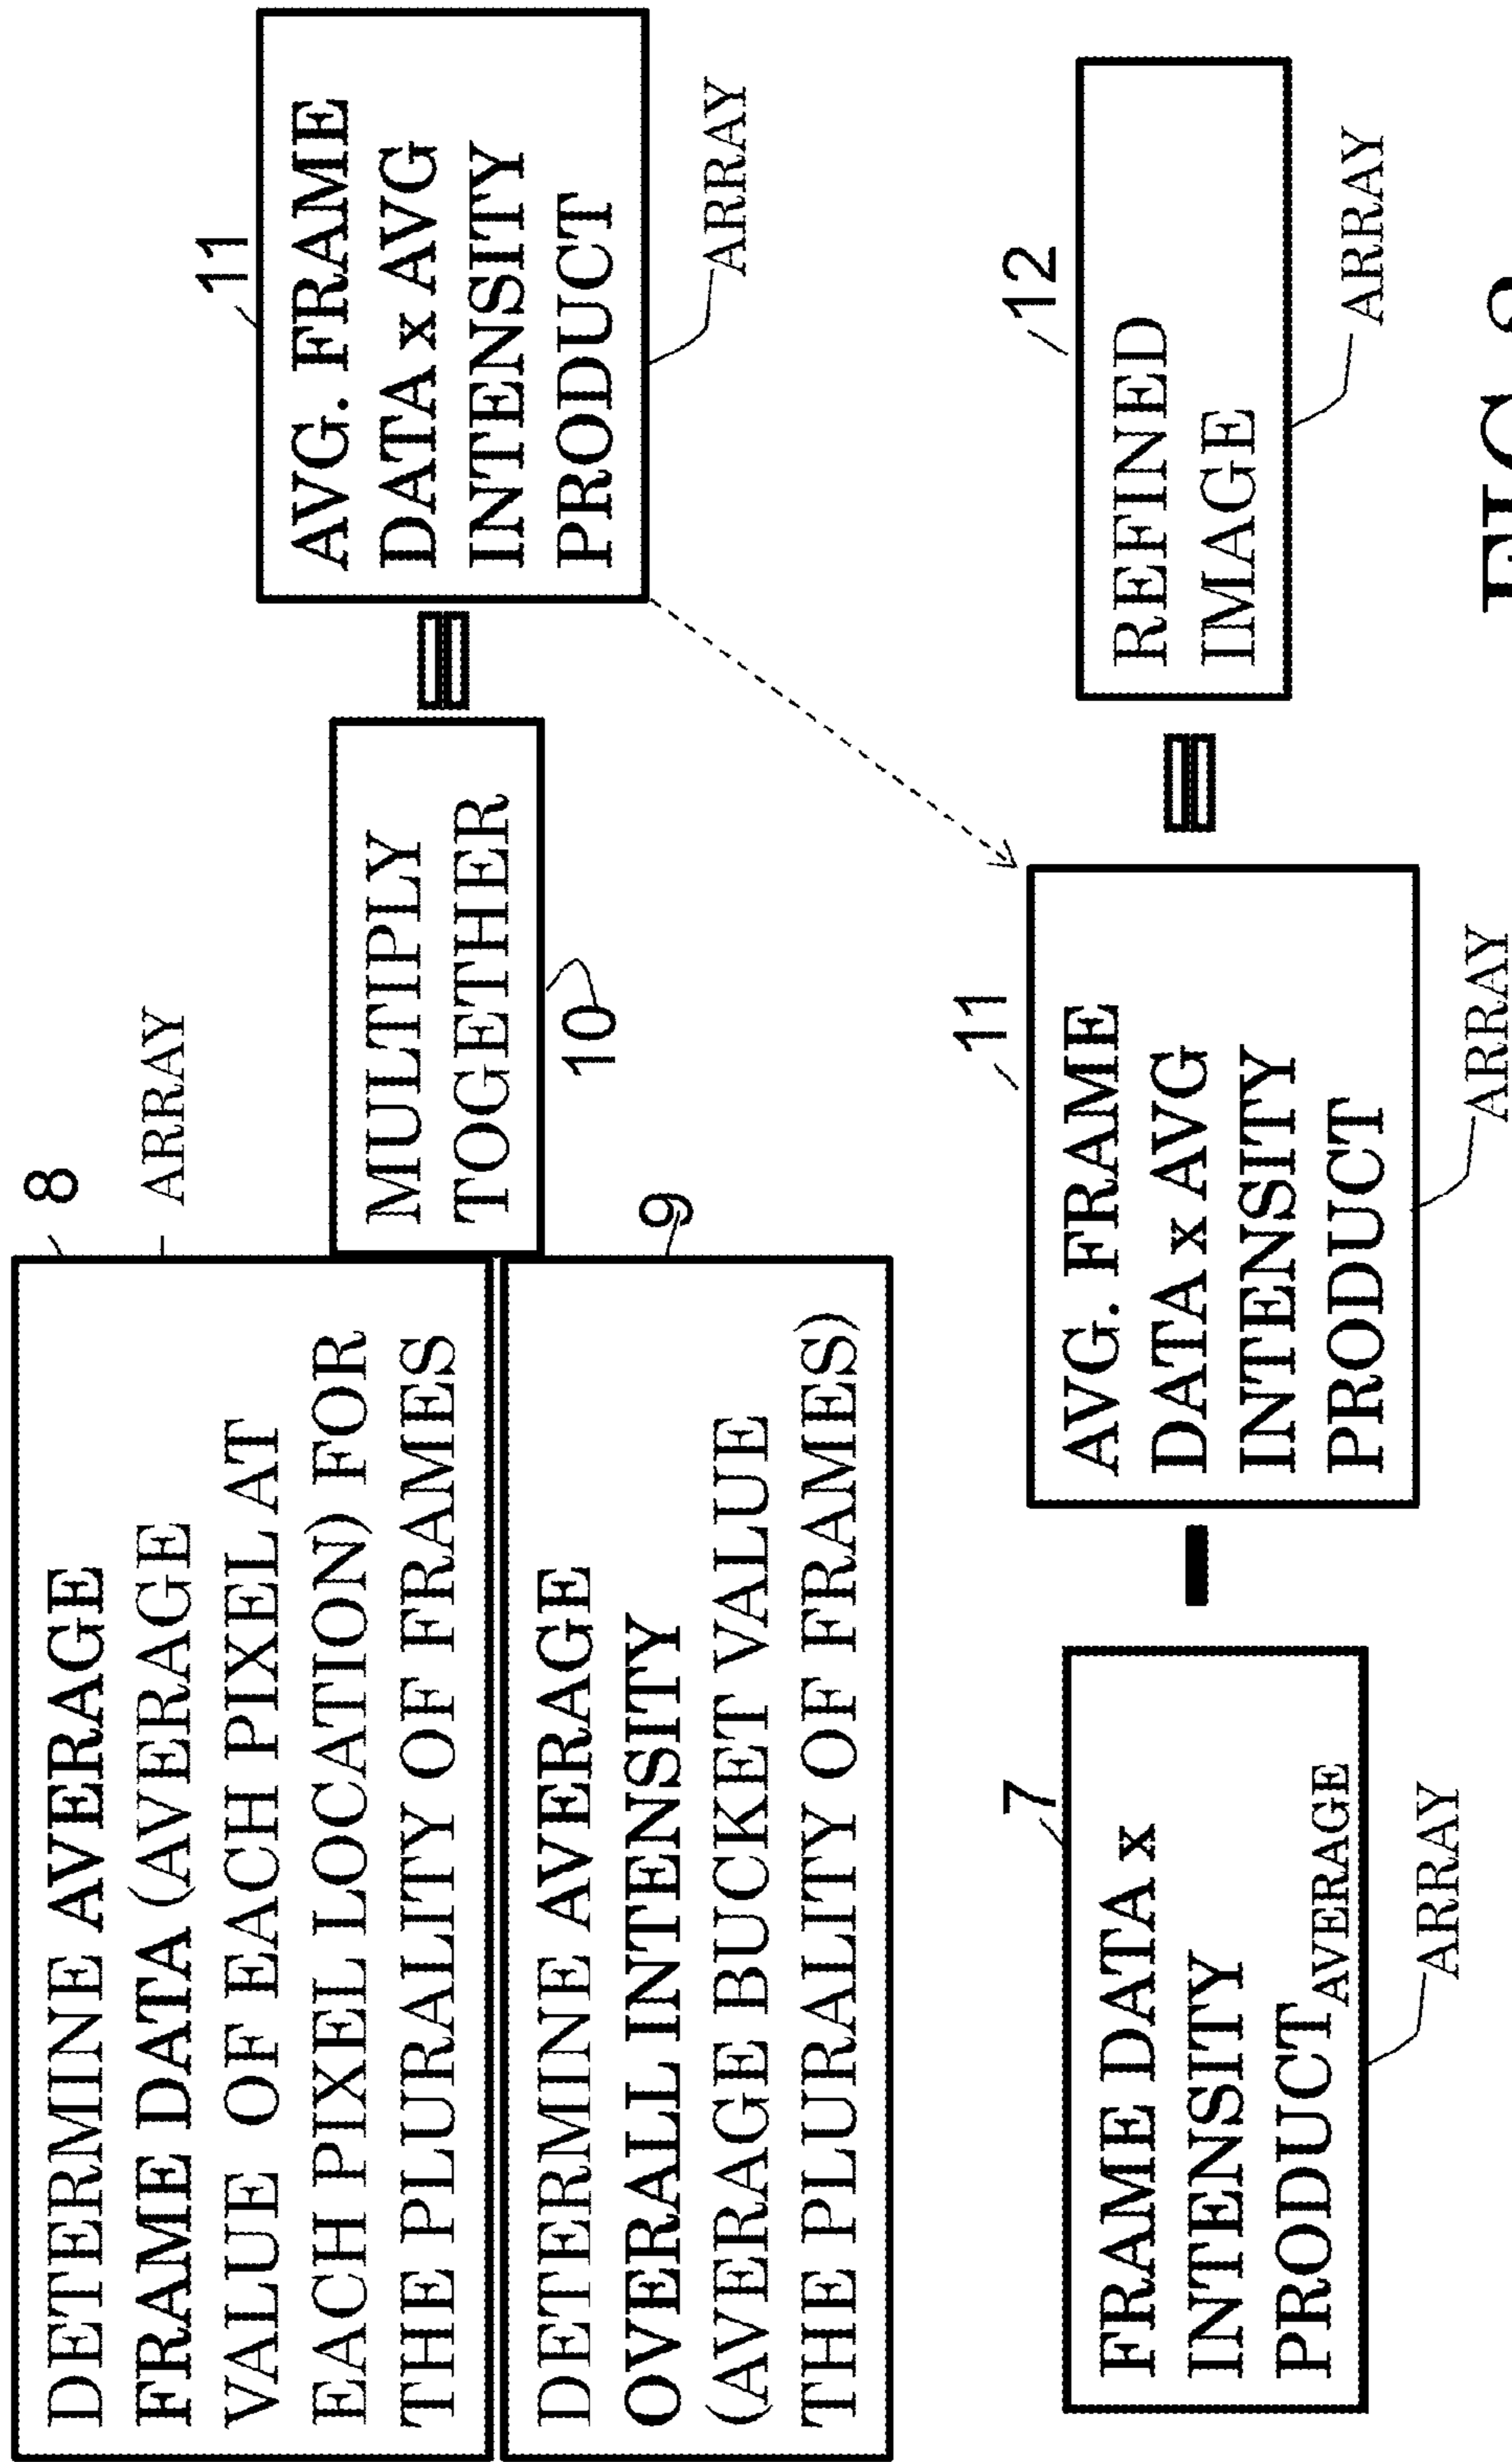 DETERMINE AVERAGE
FRAME DATA (AVERAGE
VALUE OF EACH PIXEL AT
EACH PIXEL LOCATION) FOR
THE PLURALITY OF FRAMES
8
ARRAY
DETERMINE AVERAGE
OVERALL INTENSITY
(AVERAGE BUCKET VALUE
THE PLURALITY OF FRAMES)
9
MULTIPLY
TOGETHER
10
=
11
AVG. FRAME
DATA x AVG
INTENSITY
PRODUCT
ARRAY
7
FRAME DATA x
INTENSITY
PRODUCT AVERAGE
ARRAY
-
11
AVG. FRAME
DATA x AVG
INTENSITY
PRODUCT
ARRAY
=
12
REFINED
IMAGE
ARRAY
FIG